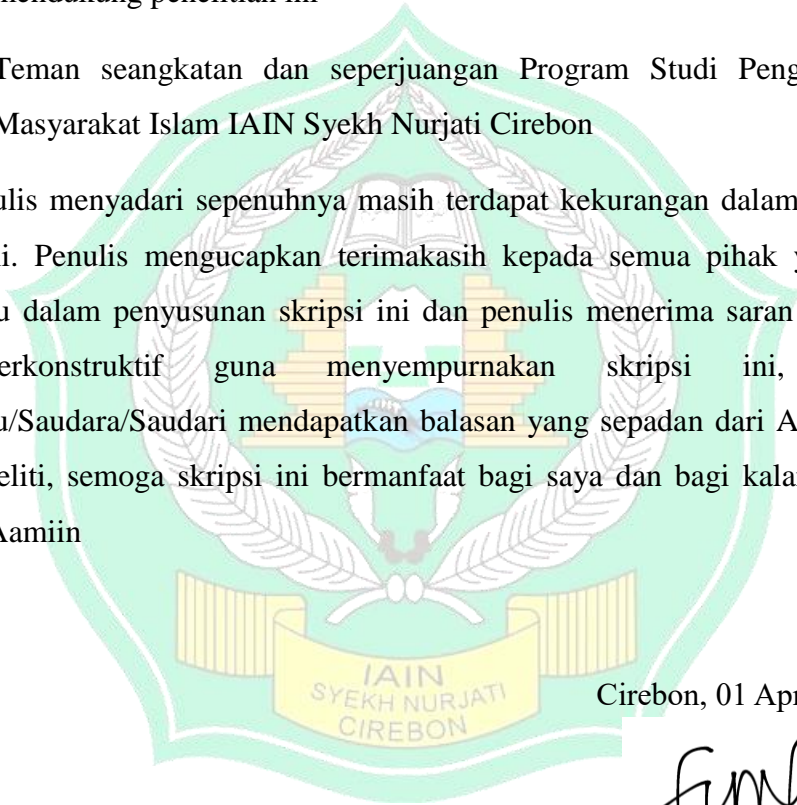 mendukung penelitian ini
Teman seangkatan dan seperjuangan Program Studi Peng
Masyarakat Islam IAIN Syekh Nurjati Cirebon
ulis menyadari sepenuhnya masih terdapat kekurangan dalam
i. Penulis mengucapkan terimakasih kepada semua pihak y
u dalam penyusunan skripsi ini dan penulis menerima saran
erkonstruktif guna menyempurnakan skripsi ini,
u/Saudara/Saudari mendapatkan balasan yang sepadan dari A
eliti, semoga skripsi ini bermanfaat bagi saya dan bagi kala
Aamiin
IAIN
SYEKH NURJATI
CIREBON
Cirebon, 01 Apr